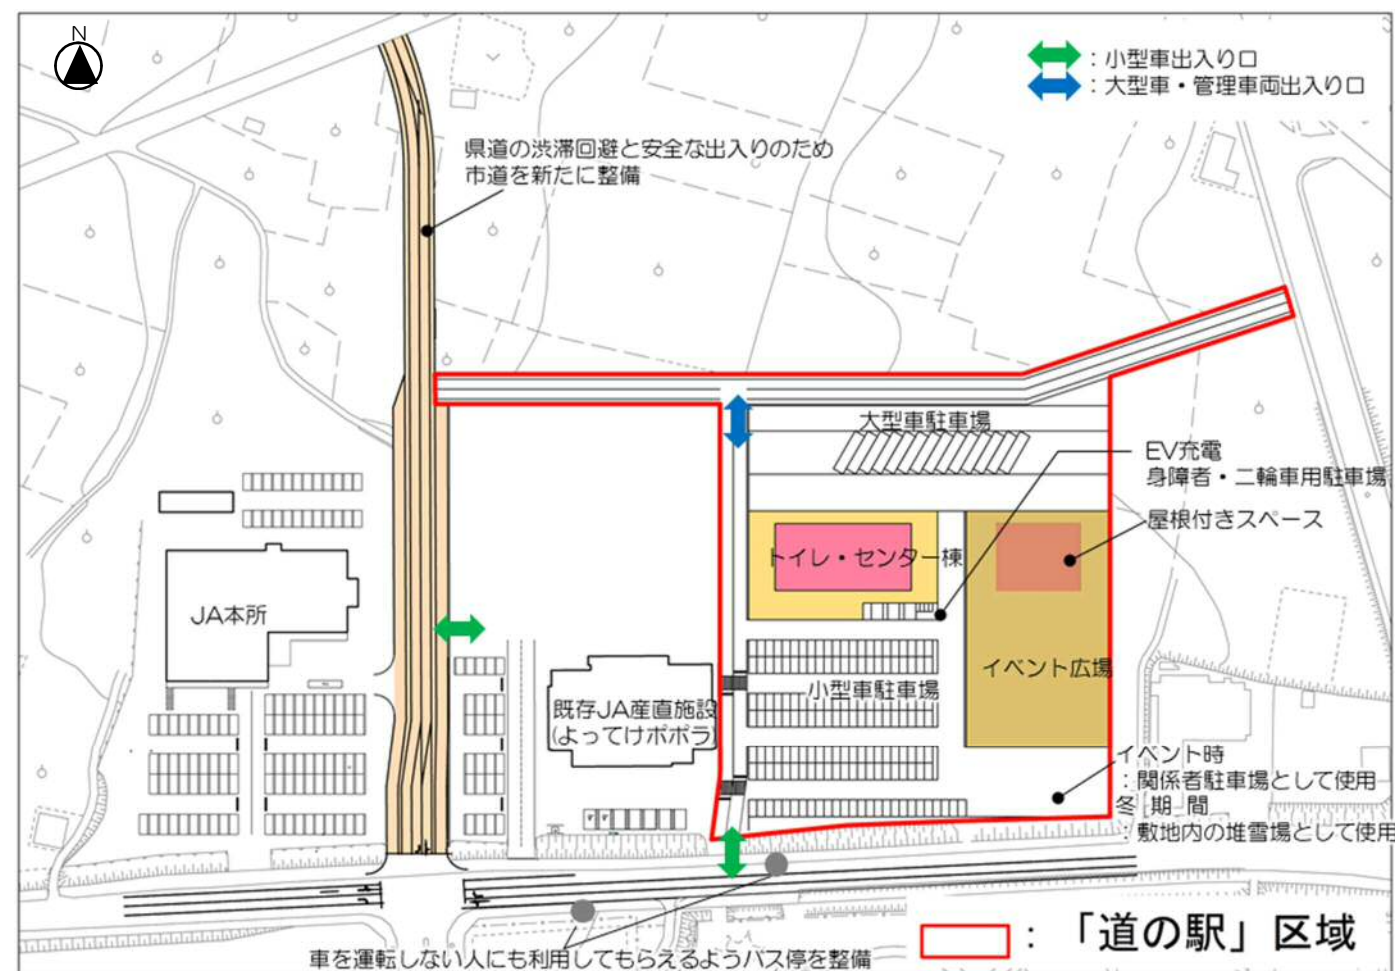 N
：小型車出入り口
：大型車・管理車両出入り口
県道の渋滞回避と安全な出入りのため
市道を新たに整備
大型車駐車場
EV充電
身障者・二輪車用駐車場
屋根付きスペース
トイレ・センター棟
JA本所
イベント広場
小型車駐車場
既存JA産直施設
(よってけポポラ)
イベント時
：関係者駐車場として使用
冬期間
：敷地内の堆雪場として使用
：「道の駅」区域
車を運転しない人にも利用してもらえるようバス停を整備